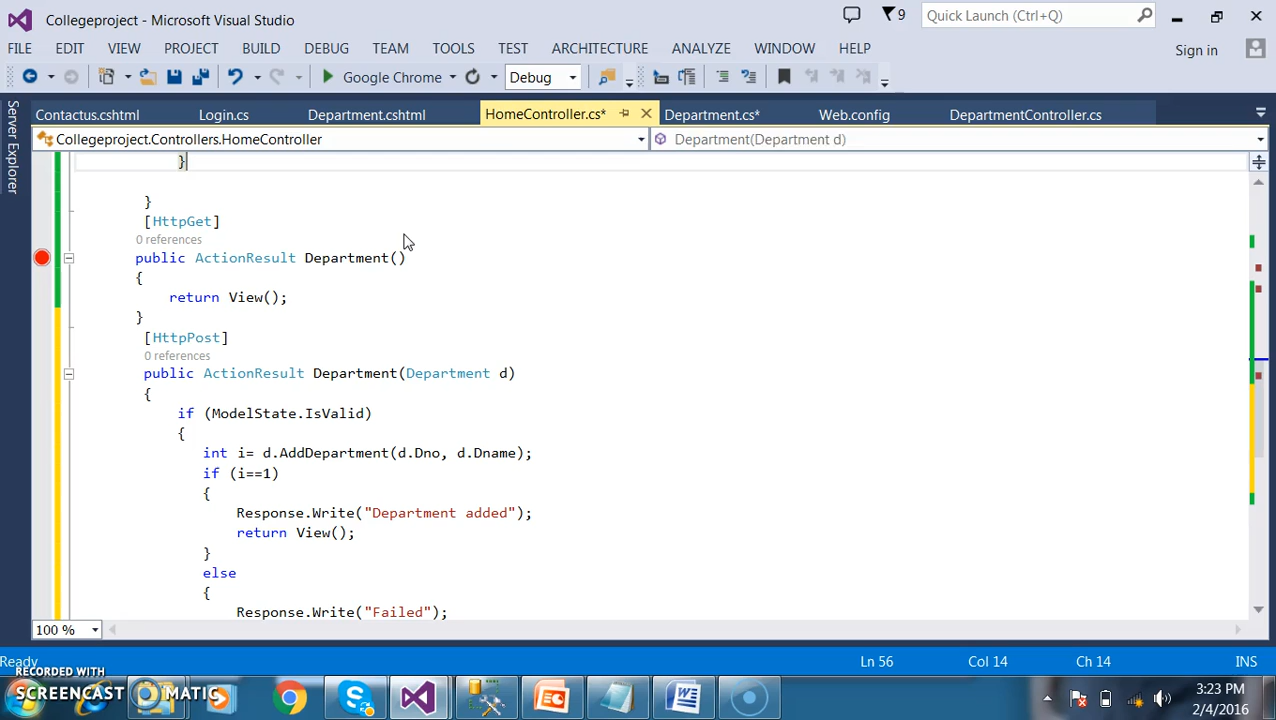 Collegeproject - Microsoft Visual Studio
9
Quick Launch (Ctrl+Q)
FILE EDIT VIEW PROJECT BUILD DEBUG TEAM TOOLS TEST ARCHITECTURE ANALYZE WINDOW HELP
Sign in
Google Chrome
Debug
Server Explorer
Contactus.cshtml Login.cs Department.cshtml HomeController.cs* Department.cs* Web.config DepartmentController.cs
Collegeproject.Controllers.HomeController Department(Department d)
}
}
[HttpGet]
0 references
public ActionResult Department()
{
return View();
}
[HttpPost]
0 references
public ActionResult Department(Department d)
{
if (ModelState.IsValid)
{
int i= d.AddDepartment(d.Dno, d.Dname);
if (i==1)
{
Response.Write("Department added");
return View();
}
else
{
Response.Write("Failed");
100 %
Ready Ln 56 Col 14 Ch 14 INS
RECORDED WITH
SCREENCAST MATIC
3:23 PM
2/4/2016